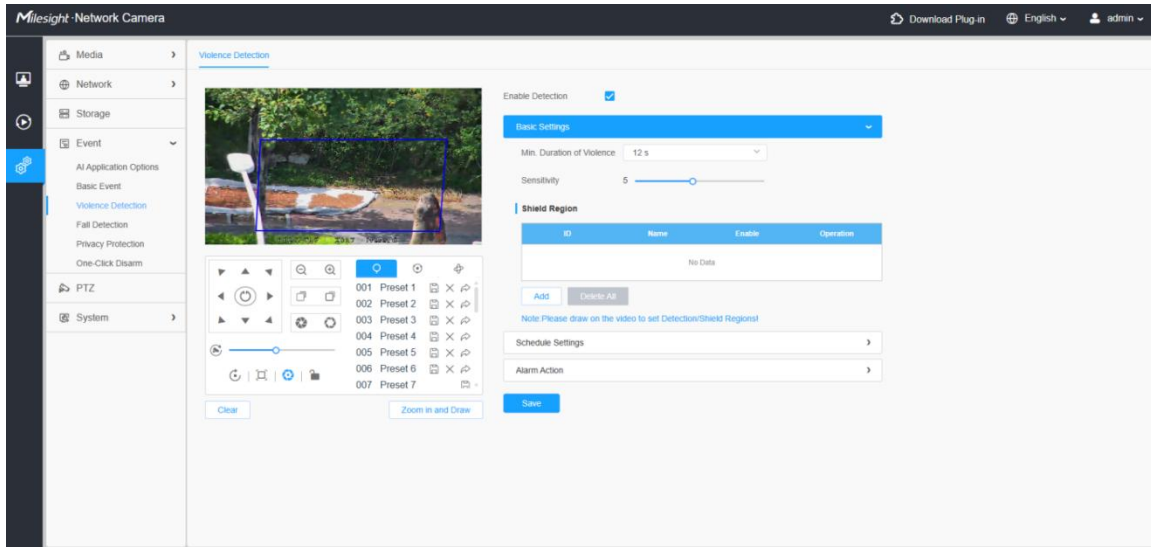 Milesight · Network Camera
Download Plug-in
English
admin
Media
Network
Storage
Event
AI Application Options
Basic Event
Violence Detection
Fall Detection
Privacy Protection
One-Click Disarm
PTZ
System
Violence Detection
001 Preset 1
002 Preset 2
003 Preset 3
004 Preset 4
005 Preset 5
006 Preset 6
007 Preset 7
Clear
Zoom in and Draw
Enable Detection
Basic Settings
Min. Duration of Violence 12 s
Sensitivity 5
Shield Region
ID Name Enable Operation
No Data
Add Delete All
Note:Please draw on the video to set Detection/Shield Regions!
Schedule Settings
Alarm Action
Save